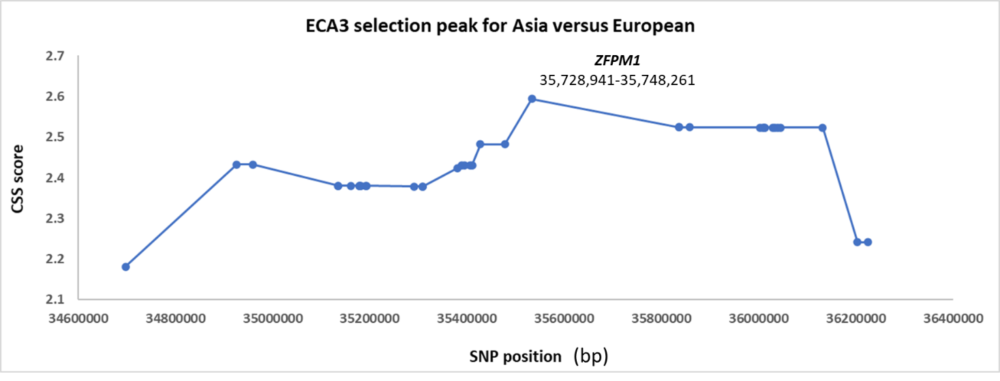 ECA3 selection peak for Asia versus European
ZFPM1
35,728,941-35,748,261
2.7
2.6
2.5
2.4
2.3
2.2
2.1
CSS score
34600000 34800000 35000000 35200000 35400000 35600000 35800000 36000000 36200000 36400000
SNP position (bp)